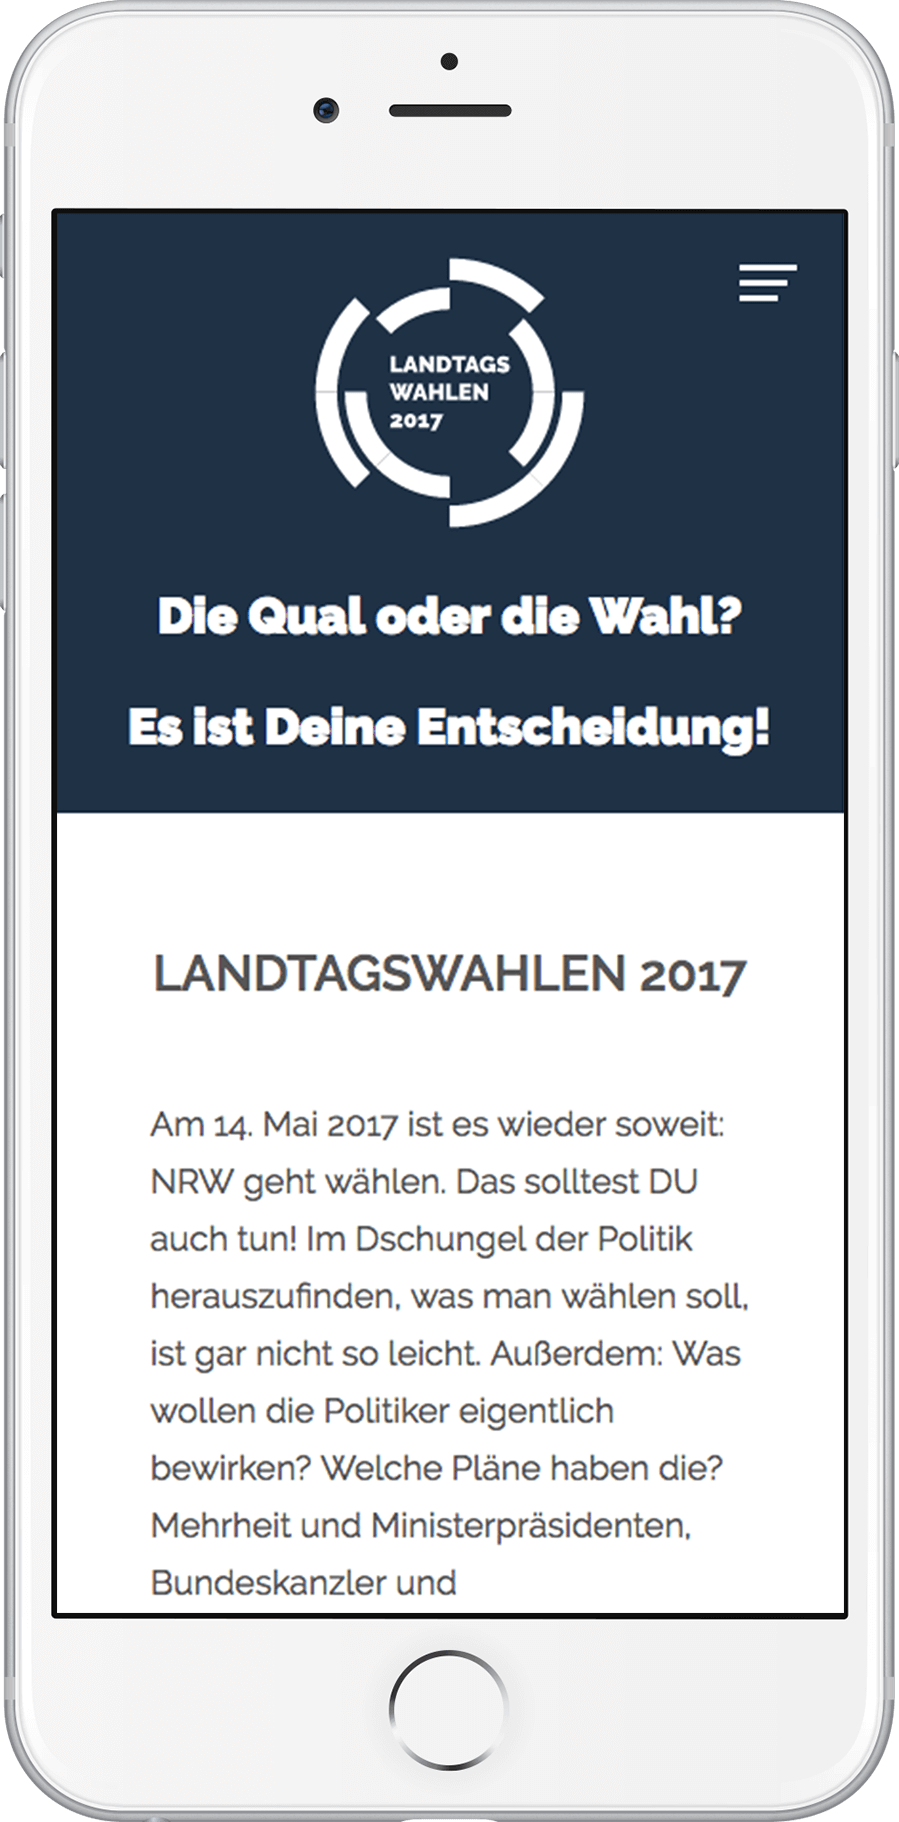 LANDTAGS
WAHLEN
2017
Die Qual oder die Wahl?
Es ist Deine Entscheidung!
LANDTAGSWAHLEN 2017
Am 14. Mai 2017 ist es wieder soweit:
NRW geht wählen. Das solltest DU
auch tun! Im Dschungel der Politik
herauszufinden, was man wählen soll,
ist gar nicht so leicht. Außerdem: Was
wollen die Politiker eigentlich
bewirken? Welche Pläne haben die?
Mehrheit und Ministerpräsidenten,
Bundeskanzler und